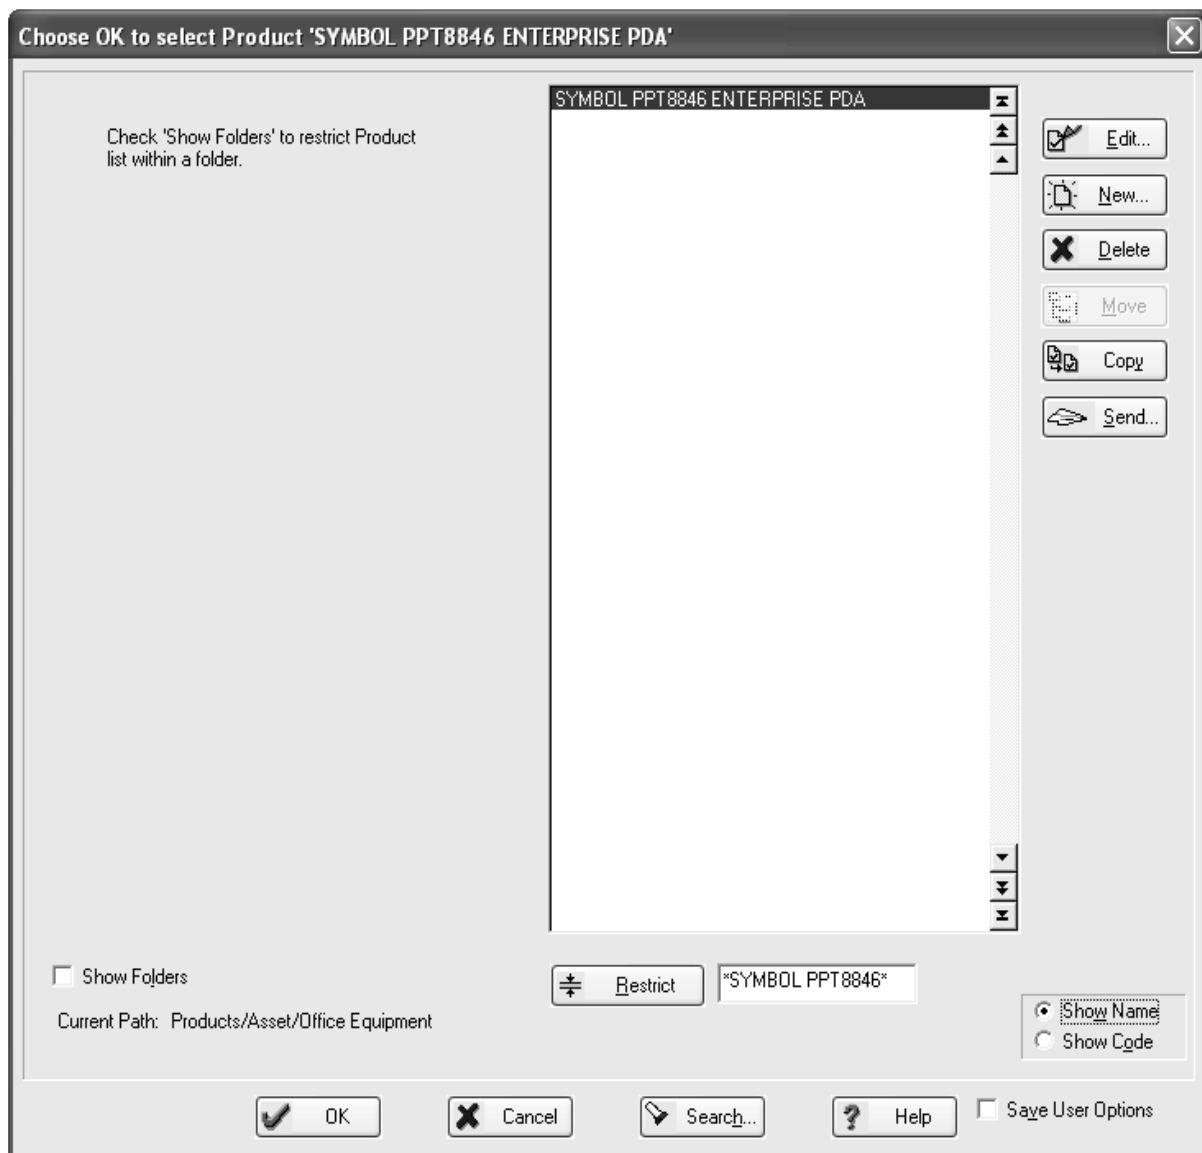 Choose OK to select Product 'SYMBOL PPT8846 ENTERPRISE PDA'
SYMBOL PPT8846 ENTERPRISE PDA
Check 'Show Folders' to restrict Product
list within a folder.
Edit...
New...
Delete
Move
Copy
Send...
Show Folders
Restrict
*SYMBOL PPT8846*
Current Path: Products/Asset/Office Equipment
Show Name
Show Code
OK
Cancel
Search...
Help
Save User Options